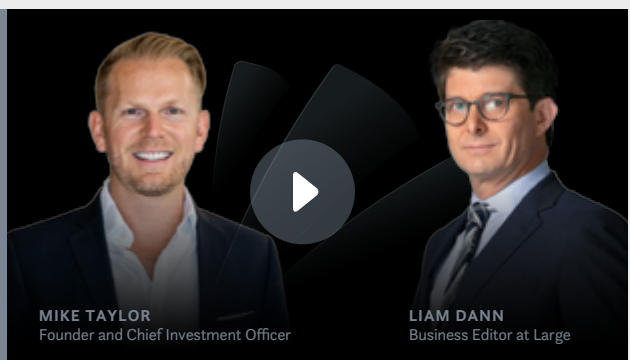 MIKE TAYLOR
Founder and Chief Investment Officer
LIAM DANN
Business Editor at Large